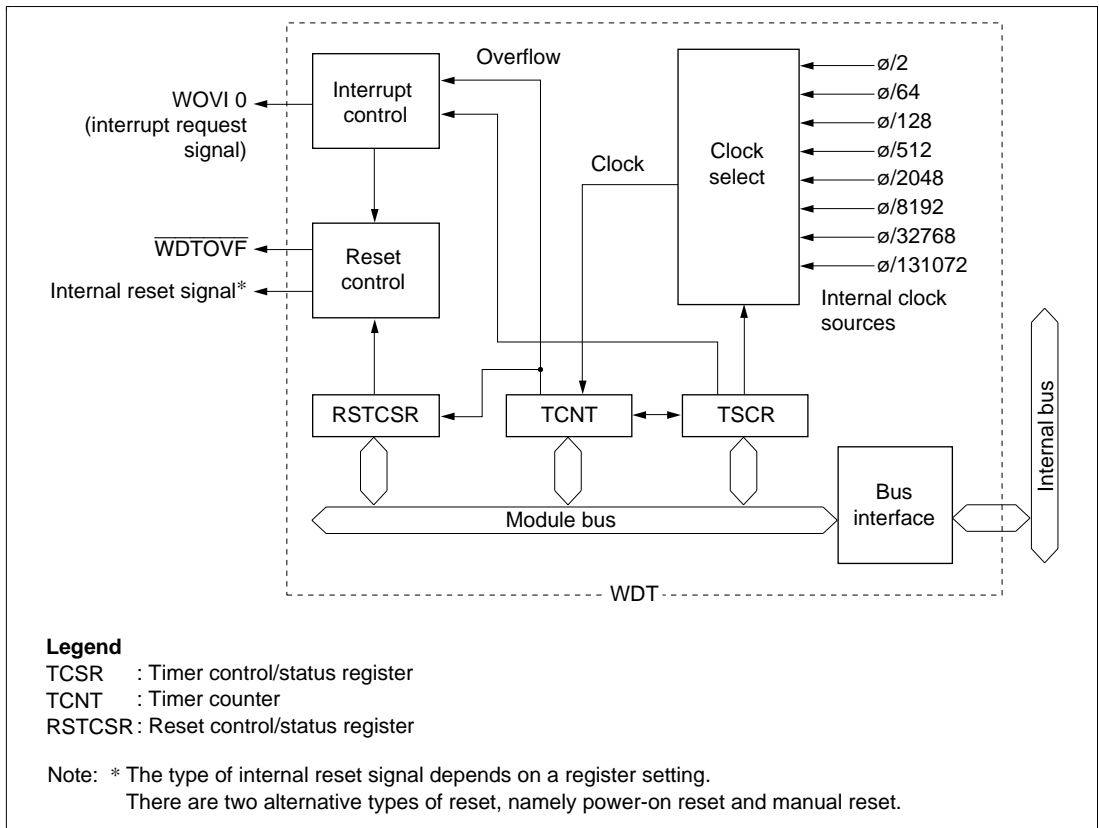 Overflow
Interrupt
control
WOVI 0
(interrupt request
signal)
Clock
Clock
select
ø/2
ø/64
ø/128
ø/512
ø/2048
ø/8192
ø/32768
ø/131072
Internal clock
sources
WDTOVF
Internal reset signal*
Reset
control
RSTCSR
TCNT
TSCR
Module bus
Bus
interface
Internal bus
WDT
Legend
TCSR : Timer control/status register
TCNT : Timer counter
RSTCSR : Reset control/status register
Note: * The type of internal reset signal depends on a register setting.
There are two alternative types of reset, namely power-on reset and manual reset.